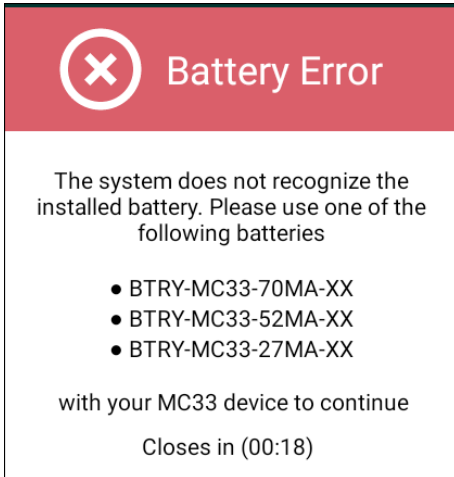 Battery Error
The system does not recognize the
installed battery. Please use one of the
following batteries
● BTRY-MC33-70MA-XX
● BTRY-MC33-52MA-XX
● BTRY-MC33-27MA-XX
with your MC33 device to continue
Closes in (00:18)